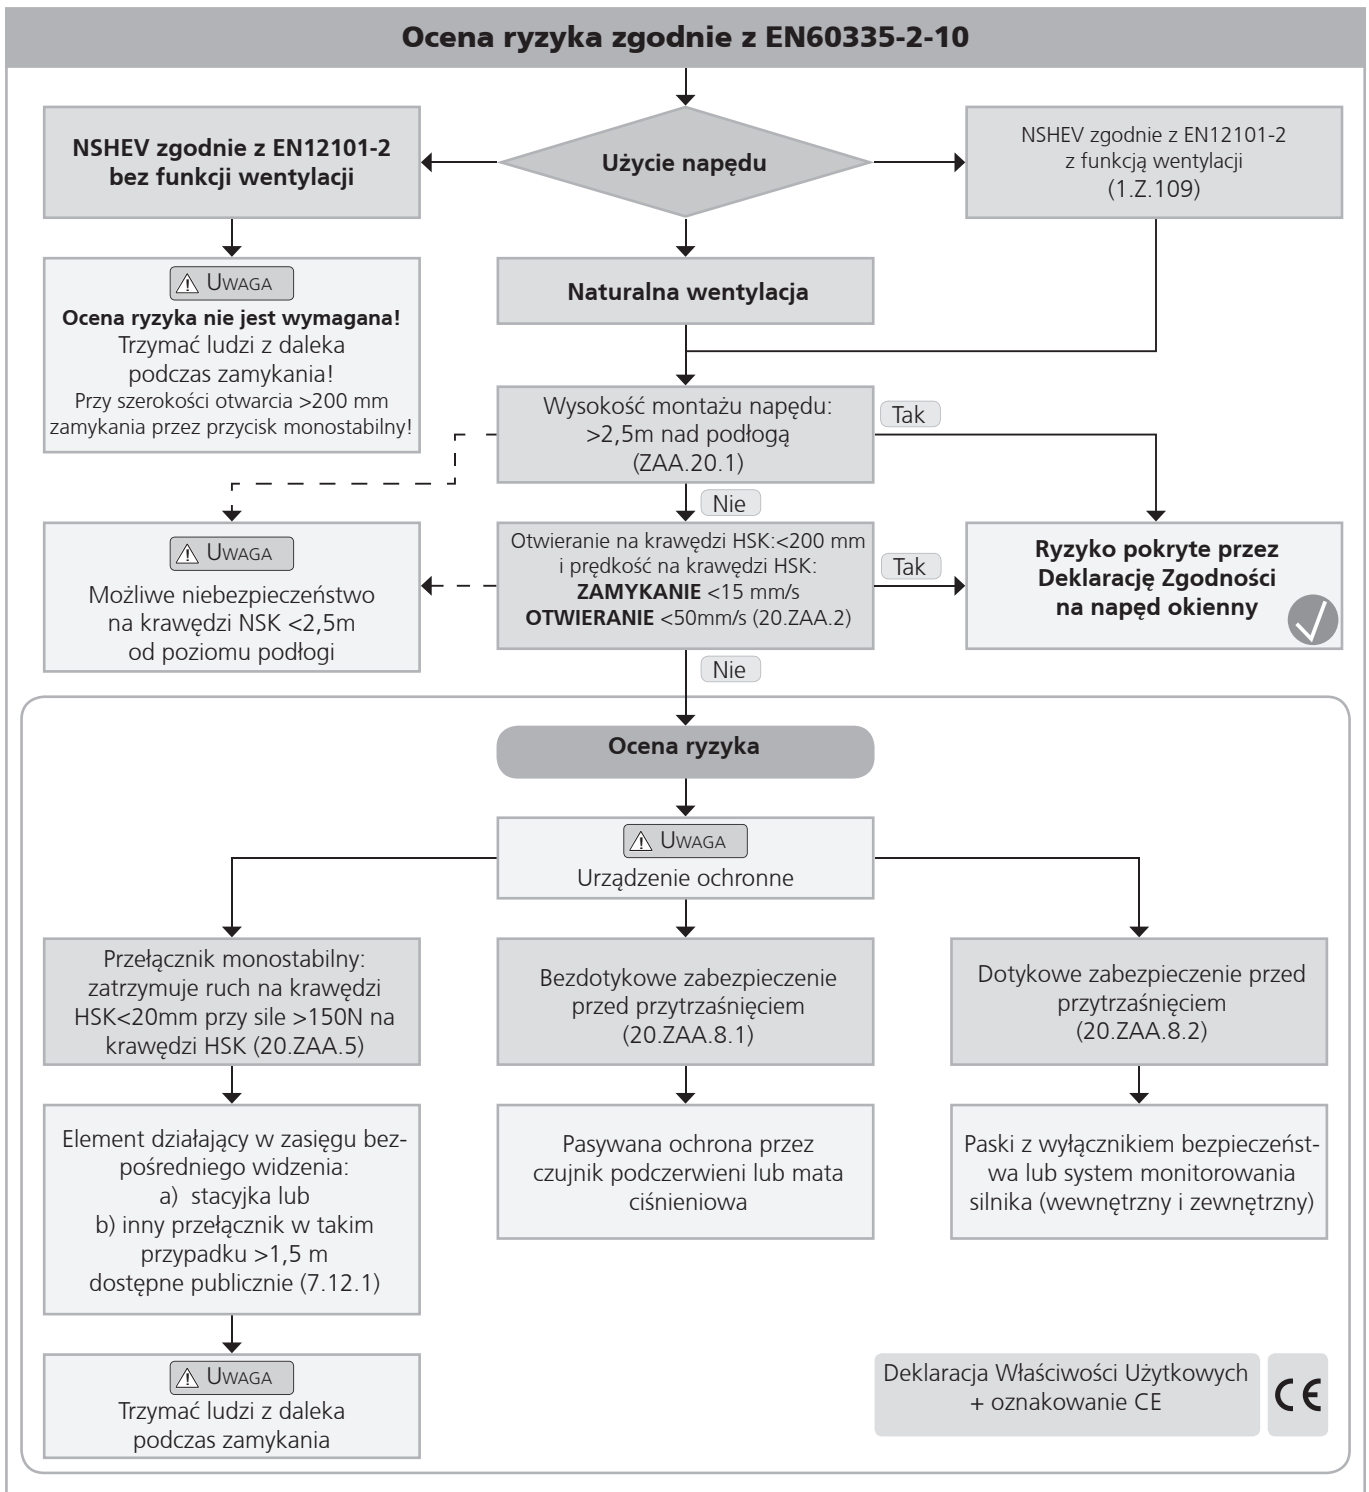 Ocena ryzyka zgodnie z EN60335-2-10
NSHEV zgodnie z EN12101-2
bez funkcji wentylacji
Użycie napędu
NSHEV zgodnie z EN12101-2
z funkcją wentylacji
(1.Z.109)
UWAGA
Ocena ryzyka nie jest wymagana!
Trzymać ludzi z daleka
podczas zamykania!
Przy szerokości otwarcia >200 mm
zamykania przez przycisk monostabilny!
Naturalna wentylacja
Wysokość montażu napędu:
>2,5m nad podłogą
(ZAA.20.1)
Tak
Nie
UWAGA
Możliwe niebezpieczeństwo
na krawędzi NSK <2,5m
od poziomu podłogi
Otwieranie na krawędzi HSK:<200 mm
i prędkość na krawędzi HSK:
ZAMYKANIE <15 mm/s
OTWIERANIE <50mm/s (20.ZAA.2)
Tak
Ryzyko pokryte przez
Deklarację Zgodności
na napęd okienny
Nie
Ocena ryzyka
UWAGA
Urządzenie ochronne
Przełącznik monostabilny:
zatrzymuje ruch na krawędzi
HSK<20mm przy sile >150N na
krawędzi HSK (20.ZAA.5)
Bezdotykowe zabezpieczenie
przed przytrzaśnięciem
(20.ZAA.8.1)
Dotykowe zabezpieczenie przed
przytrzaśnięciem
(20.ZAA.8.2)
Element działający w zasięgu bez-
pośredniego widzenia:
a) stacyjka lub
b) inny przełącznik w takim
przypadku >1,5 m
dostępne publicznie (7.12.1)
Pasywana ochrona przez
czujnik podczerwieni lub mata
ciśnieniowa
Paski z wyłącznikiem bezpieczeńst-
wa lub system monitorowania
silnika (wewnętrzny i zewnętrzny)
UWAGA
Trzymać ludzi z daleka
podczas zamykania
Deklaracja Właściwości Użytkowych
+ oznakowanie CE
CE